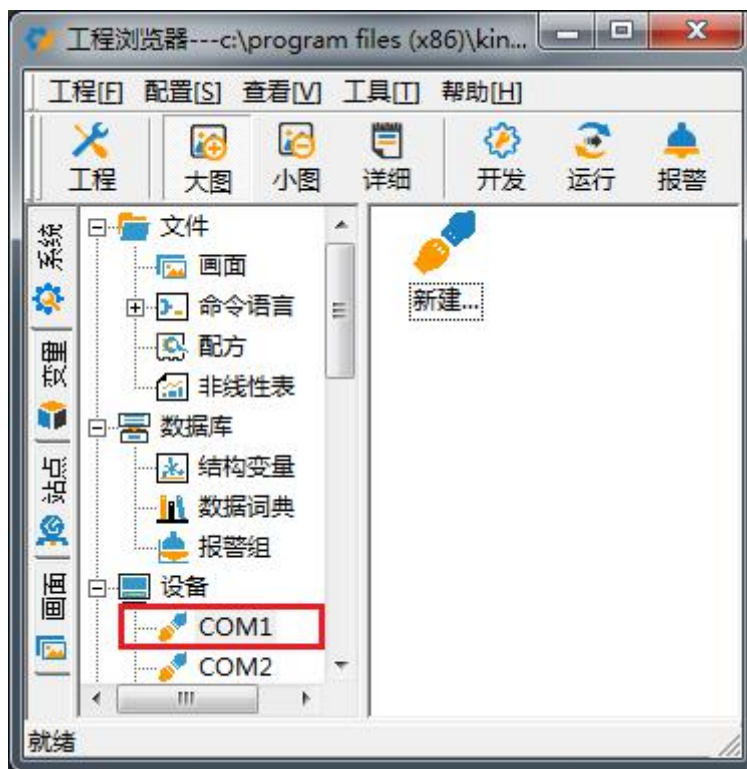 工程浏览器---c:\program files (x86)\kin...
工程[F] 配置[S] 查看[V] 工具[T] 帮助[H]
工程 大图 小图 详细 开发 运行 报警
系统
变量
站点
画面
文件
画面
命令语言
配方
非线性表
数据库
结构变量
数据词典
报警组
设备
COM1
COM2
新建...
就绪